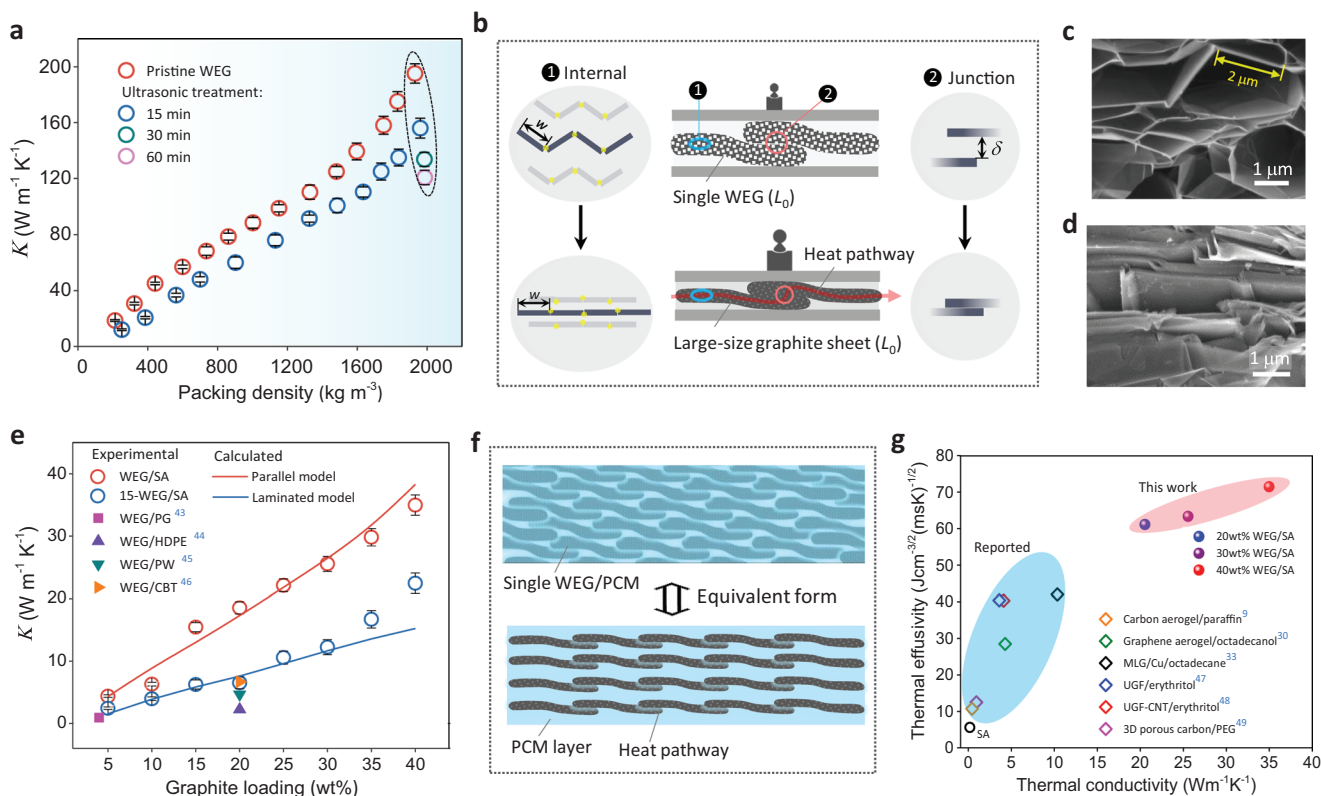 a
K (W m⁻¹ K⁻¹)
200
160
120
80
40
0
Pristine WEG
Ultrasonic treatment:
15 min
30 min
60 min
0 400 800 1200 1600 2000
Packing density (kg m⁻³)
b
1 Internal
2 Junction
1
2
w
δ
Single WEG (L₀)
Heat pathway
w
Large-size graphite sheet (L₀)
c
2 μm
1 μm
d
1 μm
e
K (W m⁻¹ K⁻¹)
40
30
20
10
0
Experimental
WEG/SA
15-WEG/SA
WEG/PG 43
WEG/HDPE 44
WEG/PW 45
WEG/CBT 46
Calculated
Parallel model
Laminated model
5 10 15 20 25 30 35 40
Graphite loading (wt%)
f
Single WEG/PCM
Equivalent form
PCM layer
Heat pathway
g
Thermal effusivity (Jcm⁻³/²(msK)⁻¹/²)
80
70
60
50
40
30
20
10
0
This work
20wt% WEG/SA
30wt% WEG/SA
40wt% WEG/SA
Reported
Carbon aerogel/paraffin⁹
Graphene aerogel/octadecanol³⁰
MLG/Cu/octadecane³³
UGF/erythritol⁴⁷
UGF-CNT/erythritol⁴⁸
3D porous carbon/PEG⁴⁹
SA
0 5 10 15 20 25 30 35 40
Thermal conductivity (Wm⁻¹K⁻¹)